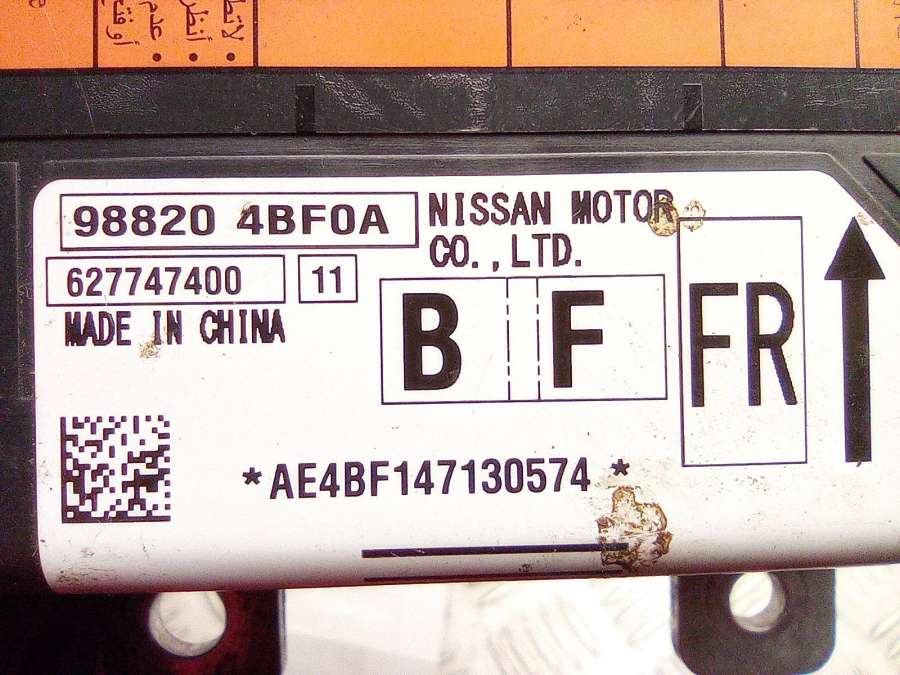 98820 4BF0A
NISSAN MOTOR
CO.,LTD.
627747400
11
MADE IN CHINA
B F
FR
*AE4BF147130574 *